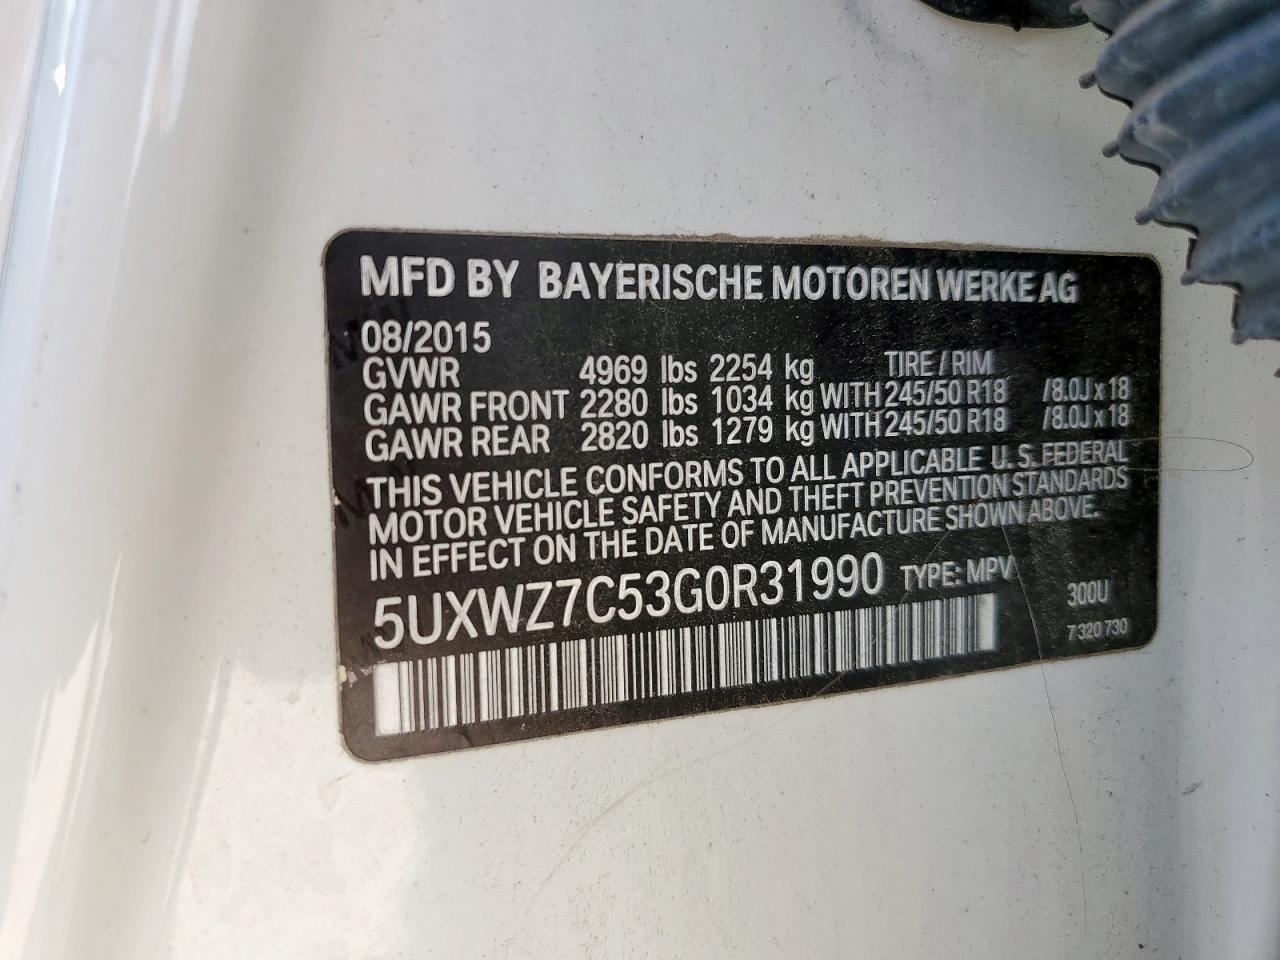 MFD BY BAYERISCHE MOTOREN WERKE AG
08/2015
GVWR 4969 lbs 2254 kg TIRE / RIM
GAWR FRONT 2280 lbs 1034 kg WITH 245/50 R18 /8.0J x 18
GAWR REAR 2820 lbs 1279 kg WITH 245/50 R18 /8.0J x 18
THIS VEHICLE CONFORMS TO ALL APPLICABLE U.S. FEDERAL
MOTOR VEHICLE SAFETY AND THEFT PREVENTION STANDARDS
IN EFFECT ON THE DATE OF MANUFACTURE SHOWN ABOVE.
5UXWZ7C53G0R31990 TYPE: MPV 300U
7 320 730